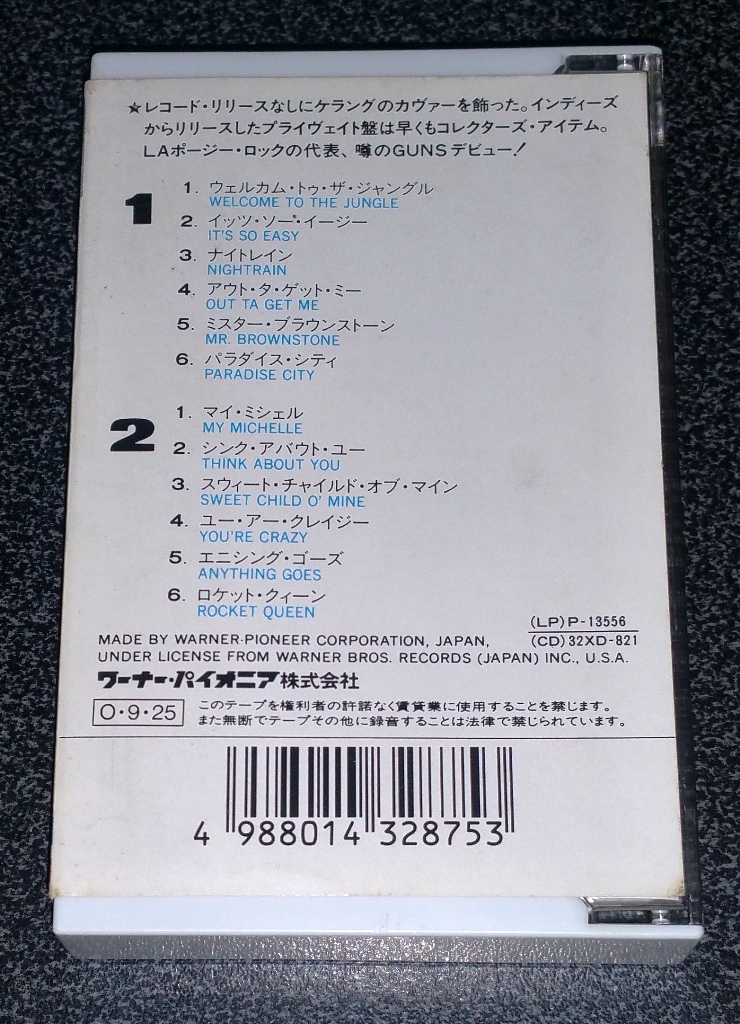 ★レコード・リリースなしにケラングのカヴァーを飾った。インディーズ
からリリースしたプライヴェイト盤は早くもコレクターズ・アイテム。
LAポージー・ロックの代表、噂のGUNSデビュー!
1
1. ウェルカム・トゥ・ザ・ジャングル
WELCOME TO THE JUNGLE
2. イッツ・ソー・イージー
IT'S SO EASY
3. ナイトレイン
NIGHTRAIN
4. アウト・タ・ゲット・ミー
OUT TA GET ME
5. ミスター・ブラウンストーン
MR. BROWNSTONE
6. パラダイス・シティ
PARADISE CITY
2
1. マイ・ミシェル
MY MICHELLE
2. シンク・アバウト・ユー
THINK ABOUT YOU
3. スウィート・チャイルド・オブ・マイン
SWEET CHILD O' MINE
4. ユー・アー・クレイジー
YOU'RE CRAZY
5. エニシング・ゴーズ
ANYTHING GOES
6. ロケット・クィーン
ROCKET QUEEN
(LP)P-13556
(CD)32XD-821
MADE BY WARNER-PIONEER CORPORATION, JAPAN,
UNDER LICENSE FROM WARNER BROS. RECORDS (JAPAN) INC., U.S.A.
ワーナー・パイオニア株式会社
O・9・25
このテープを権利者の許諾なく賃貸業に使用することを禁じます。
また無断でテープその他に録音することは法律で禁じられています。
4 988014 328753